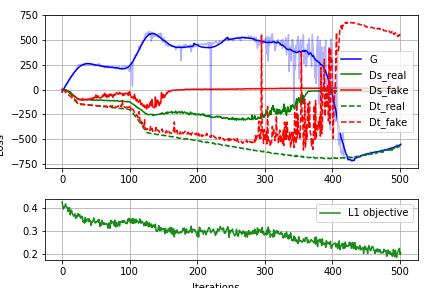 750
500
250
0
−250
−500
−750
Loss
G
Ds_real
Ds_fake
Dt_real
Dt_fake
0 100 200 300 400 500
0.4
0.3
0.2
L1 objective
0 100 200 300 400 500
Iterations